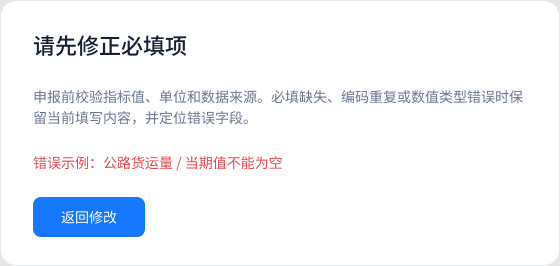 请先修正必填项
申报前校验指标值、单位和数据来源。必填缺失、编码重复或数值类型错误时保
留当前填写内容，并定位错误字段。
错误示例：公路货运量 / 当期值不能为空
返回修改